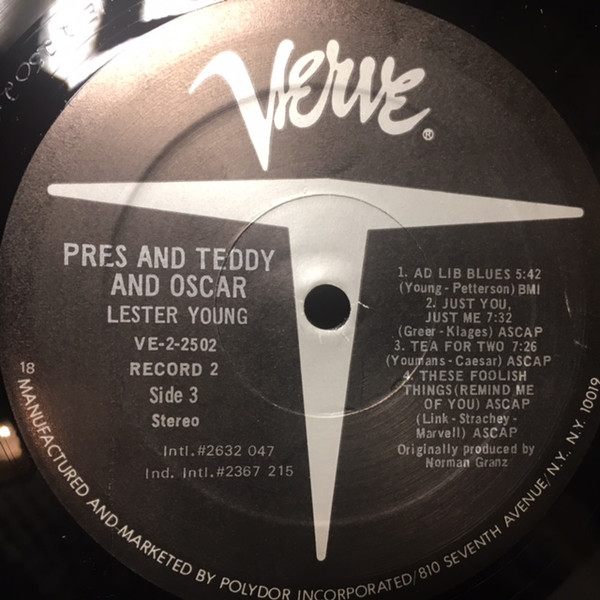 Verve®
PRES AND TEDDY
AND OSCAR
LESTER YOUNG
VE-2-2502
RECORD 2
Side 3
Stereo
Intl.#2632 047
Ind. Intl.#2367 215
1. AD LIB BLUES 5:42
(Young-Petterson) BMI
2. JUST YOU,
JUST ME 7:32
(Greer-Klages) ASCAP
3. TEA FOR TWO 7:26
(Youmans-Caesar) ASCAP
4. THESE FOOLISH
THINGS(REMIND ME
OF YOU) ASCAP
(Link-Strachey-
Marvell) ASCAP
Originally produced by
Norman Granz
18
MANUFACTURED AND MARKETED BY POLYDOR INCORPORATED/810 SEVENTH AVENUE/N.Y. N.Y. 10019